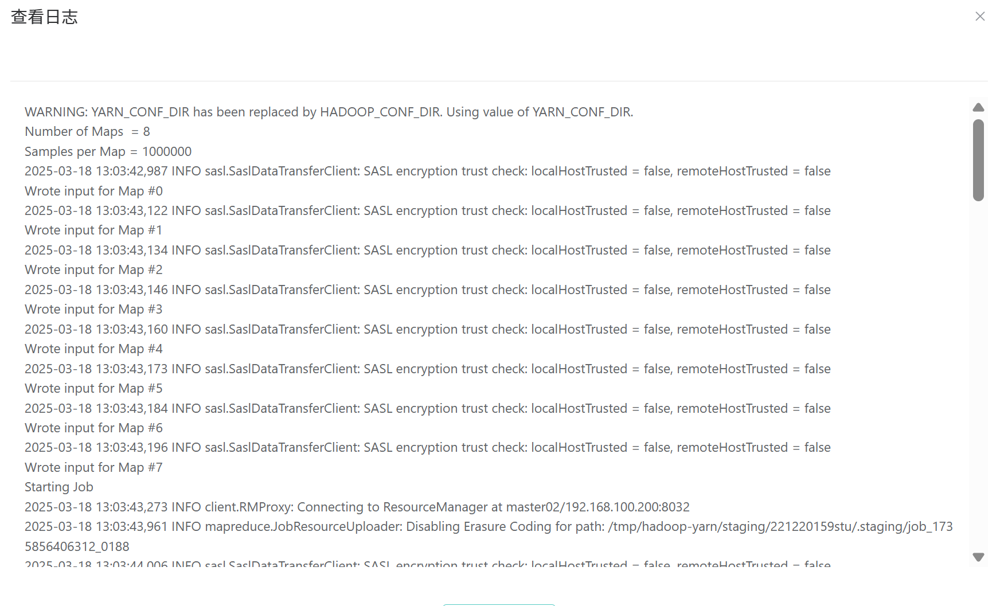 查看日志
WARNING: YARN_CONF_DIR has been replaced by HADOOP_CONF_DIR. Using value of YARN_CONF_DIR.
Number of Maps  = 8
Samples per Map = 1000000
2025-03-18 13:03:42,987 INFO sasl.SaslDataTransferClient: SASL encryption trust check: localHostTrusted = false, remoteHostTrusted = false
Wrote input for Map #0
2025-03-18 13:03:43,122 INFO sasl.SaslDataTransferClient: SASL encryption trust check: localHostTrusted = false, remoteHostTrusted = false
Wrote input for Map #1
2025-03-18 13:03:43,134 INFO sasl.SaslDataTransferClient: SASL encryption trust check: localHostTrusted = false, remoteHostTrusted = false
Wrote input for Map #2
2025-03-18 13:03:43,146 INFO sasl.SaslDataTransferClient: SASL encryption trust check: localHostTrusted = false, remoteHostTrusted = false
Wrote input for Map #3
2025-03-18 13:03:43,160 INFO sasl.SaslDataTransferClient: SASL encryption trust check: localHostTrusted = false, remoteHostTrusted = false
Wrote input for Map #4
2025-03-18 13:03:43,173 INFO sasl.SaslDataTransferClient: SASL encryption trust check: localHostTrusted = false, remoteHostTrusted = false
Wrote input for Map #5
2025-03-18 13:03:43,184 INFO sasl.SaslDataTransferClient: SASL encryption trust check: localHostTrusted = false, remoteHostTrusted = false
Wrote input for Map #6
2025-03-18 13:03:43,196 INFO sasl.SaslDataTransferClient: SASL encryption trust check: localHostTrusted = false, remoteHostTrusted = false
Wrote input for Map #7
Starting Job
2025-03-18 13:03:43,273 INFO client.RMProxy: Connecting to ResourceManager at master02/192.168.100.200:8032
2025-03-18 13:03:43,961 INFO mapreduce.JobResourceUploader: Disabling Erasure Coding for path: /tmp/hadoop-yarn/staging/221220159stu/.staging/job_173
5856406312_0188
2025-03-18 13:03:44,006 INFO sasl.SaslDataTransferClient: SASL encryption trust check: localHostTrusted = false, remoteHostTrusted = false